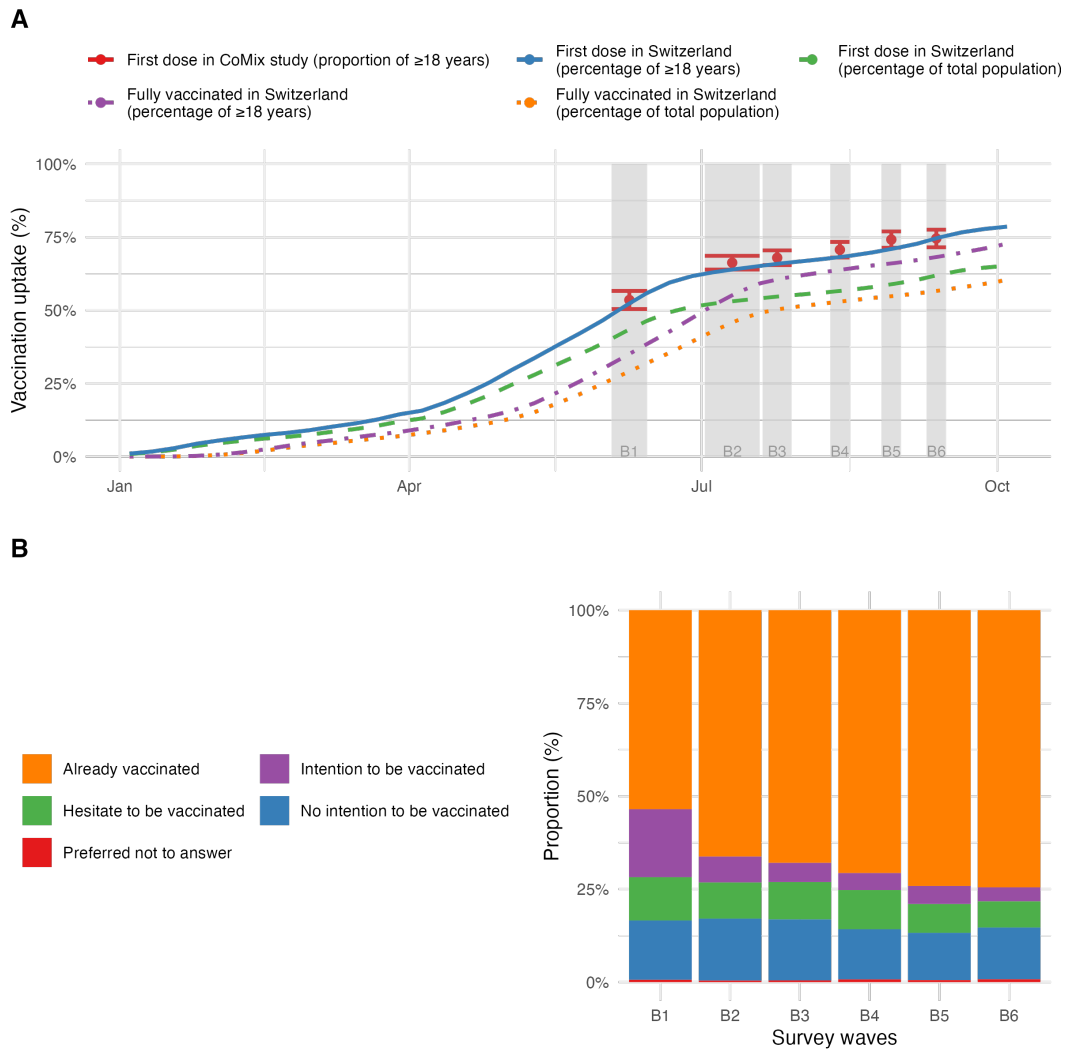 A
First dose in CoMix study (proportion of ≥18 years)
First dose in Switzerland
(percentage of ≥18 years)
First dose in Switzerland
(percentage of total population)
Fully vaccinated in Switzerland
(percentage of ≥18 years)
Fully vaccinated in Switzerland
(percentage of total population)
Vaccination uptake (%)
100%
75%
50%
25%
0%
B1
B2
B3
B4
B5
B6
Jan
Apr
Jul
Oct
B
Already vaccinated
Intention to be vaccinated
Hesitate to be vaccinated
No intention to be vaccinated
Preferred not to answer
Proportion (%)
100%
75%
50%
25%
0%
B1
B2
B3
B4
B5
B6
Survey waves